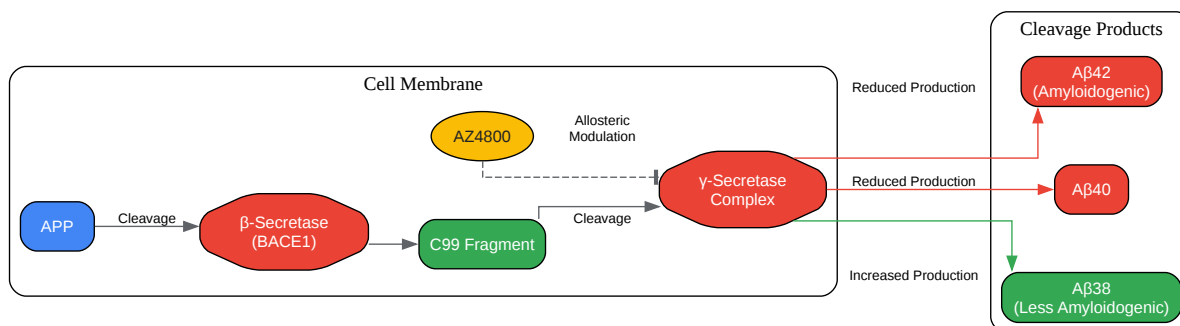 Cleavage Products
Cell Membrane
Aβ42
(Amyloidogenic)
Reduced Production
AZ4800
Allosteric
Modulation
γ-Secretase
Complex
Reduced Production
Aβ40
APP
Cleavage
β-Secretase
(BACE1)
C99 Fragment
Cleavage
Increased Production
Aβ38
(Less Amyloidogenic)